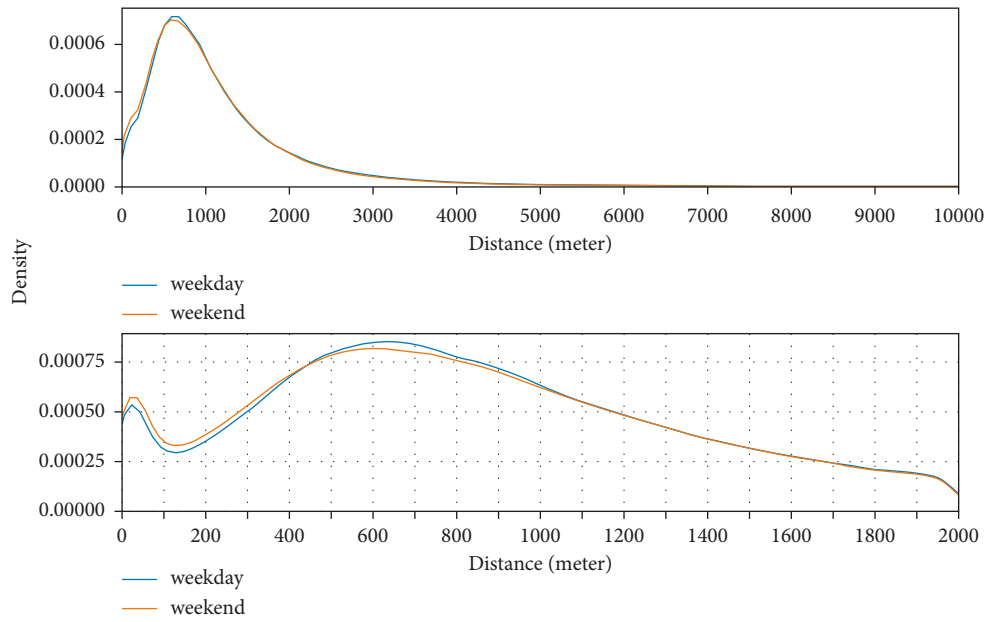 Density
0.0006
0.0004
0.0002
0.0000
0 1000 2000 3000 4000 5000 6000 7000 8000 9000 10000
Distance (meter)
weekday
weekend
0.00075
0.00050
0.00025
0.00000
0 200 400 600 800 1000 1200 1400 1600 1800 2000
Distance (meter)
weekday
weekend